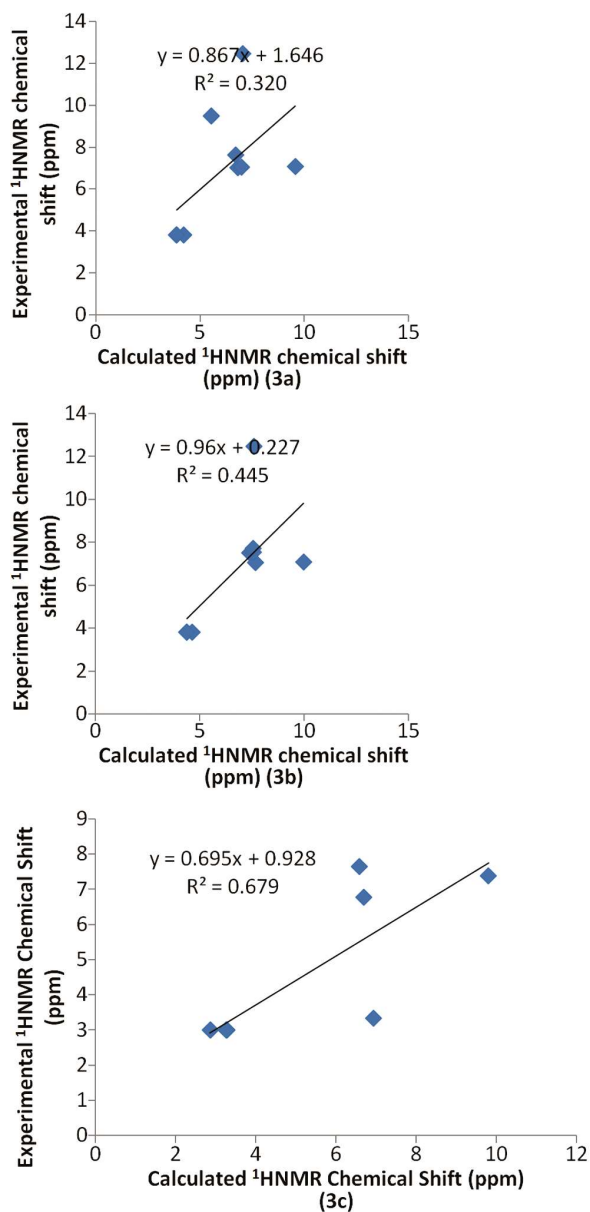 14
12
10
8
6
4
2
0
y = 0.867x + 1.646
R² = 0.320
Experimental ¹HNMR chemical
shift (ppm)
0 5 10 15
Calculated ¹HNMR chemical shift
(ppm) (3a)
14
12
10
8
6
4
2
0
y = 0.96x + 0.227
R² = 0.445
Experimental ¹HNMR chemical
shift (ppm)
0 5 10 15
Calculated ¹HNMR chemical shift
(ppm) (3b)
9
8
7
6
5
4
3
2
1
0
y = 0.695x + 0.928
R² = 0.679
Experimental ¹HNMR Chemical Shift
(ppm)
0 2 4 6 8 10 12
Calculated ¹HNMR Chemical Shift (ppm)
(3c)